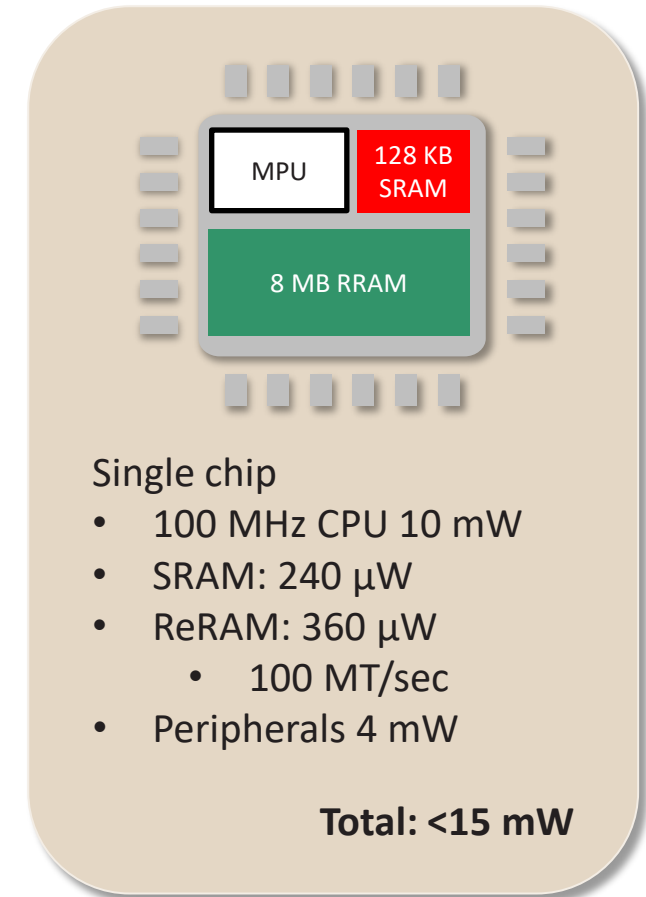 MPU
128 KB
SRAM
8 MB RRAM
Single chip
• 100 MHz CPU 10 mW
• SRAM: 240 µW
• ReRAM: 360 µW
• 100 MT/sec
• Peripherals 4 mW
Total: <15 mW